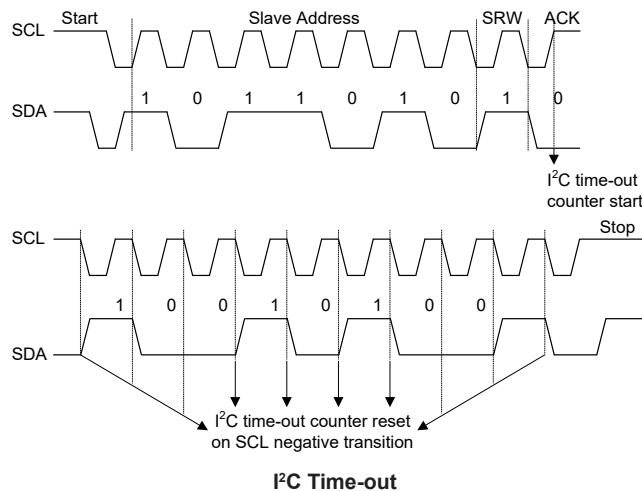 Start Slave Address SRW ACK
SCL
1 0 1 1 0 1 0 1 0
SDA
I²C time-out
counter start
Stop
SCL
1 0 0 1 0 1 0 0
SDA
I²C time-out counter reset
on SCL negative transition
I²C Time-out